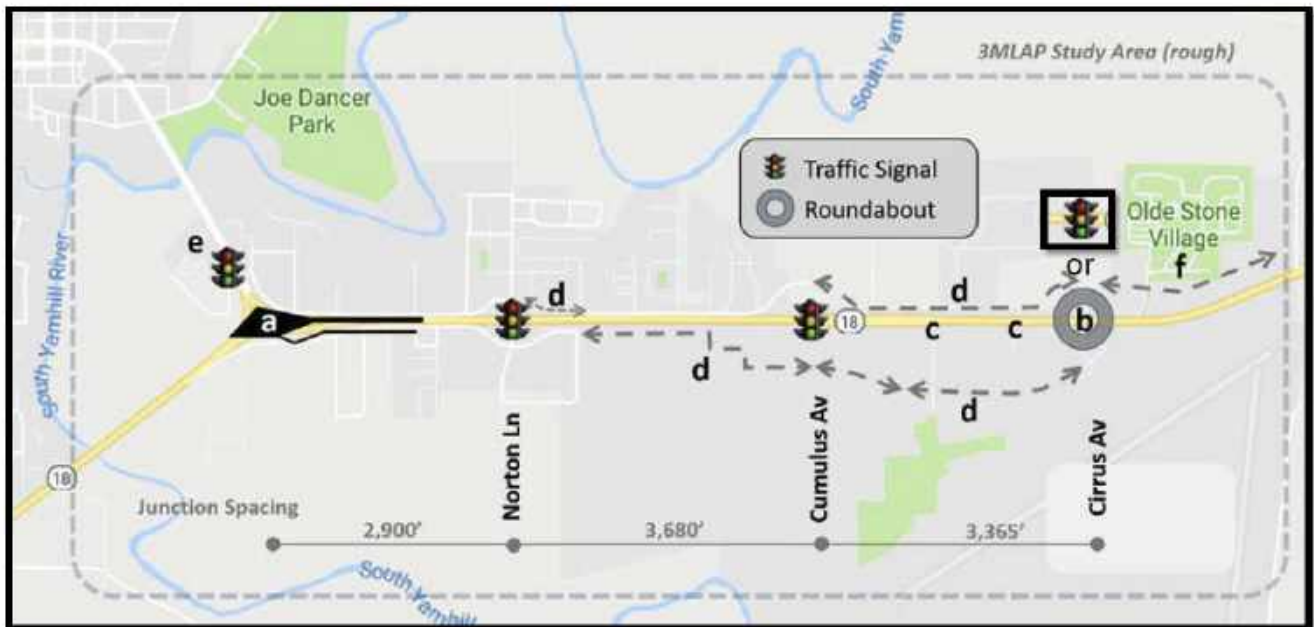 3MLAP Study Area (rough)
South Yam
Joe Dancer
Park
Traffic Signal
Roundabout
Olde Stone
Village
or
e
f
South Yamhill River
a
d
d
18
c
c
b
d
d
Norton Ln
Cumulus Av
Cirrus Av
18
Junction Spacing
2,900’
3,680’
3,365’
South Yamhill